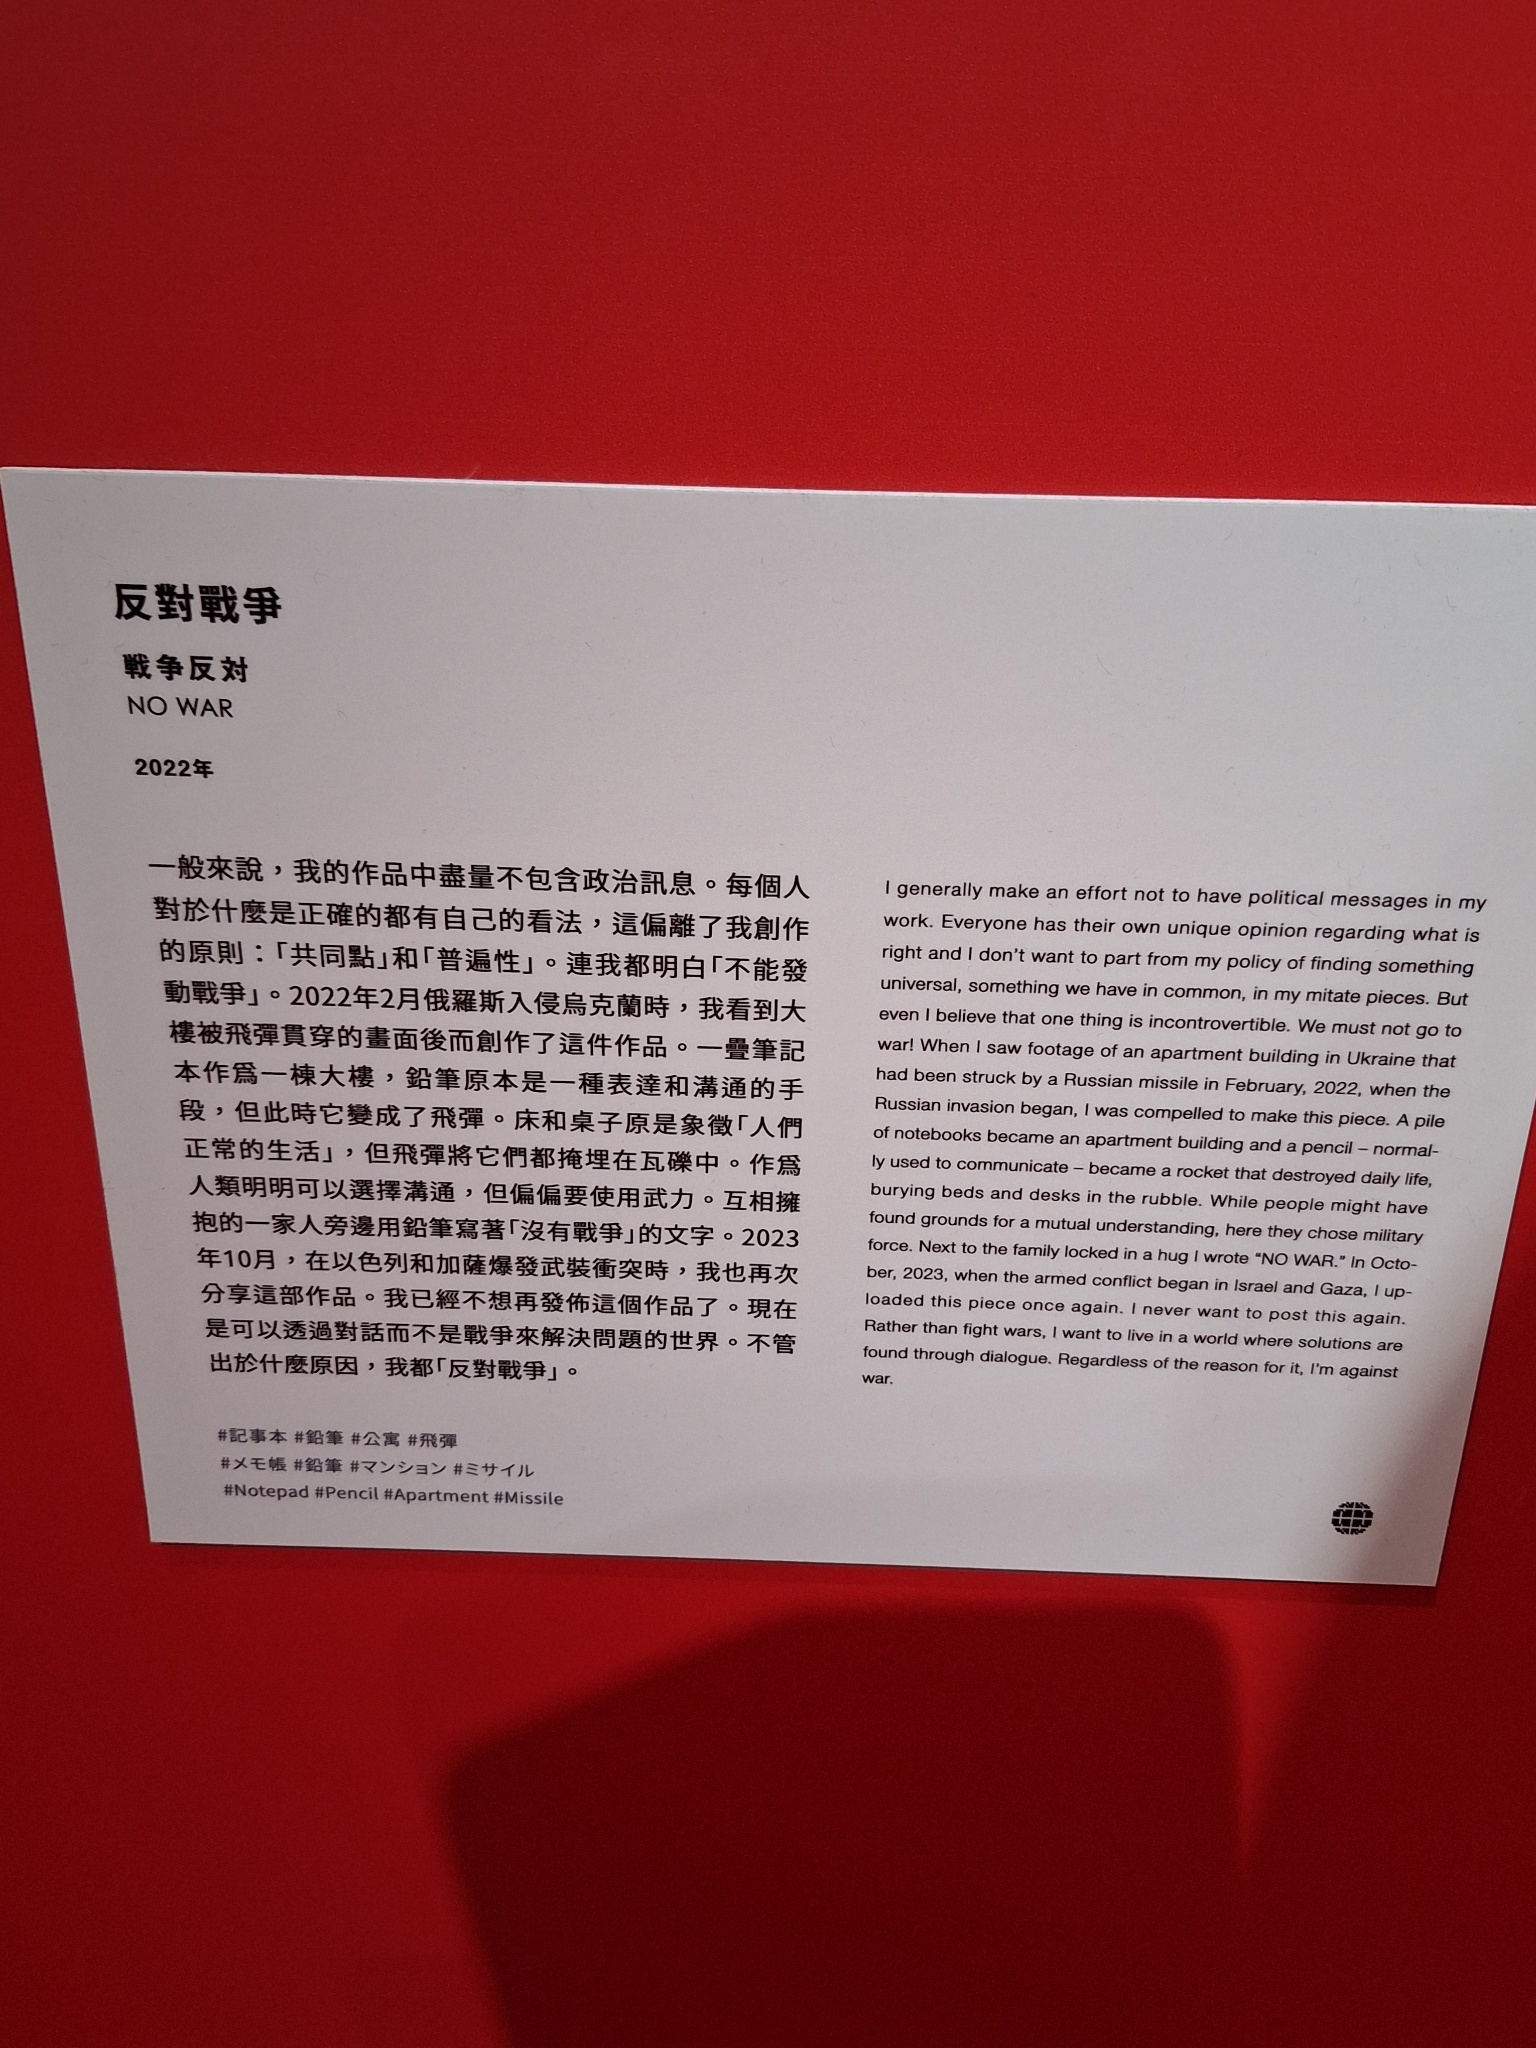 反對戰爭
戦争反対
NO WAR
2022年
一般來說，我的作品中盡量不包含政治訊息。每個人
對於什麼是正確的都有自己的看法，這偏離了我創作
的原則：「共同點」和「普遍性」。連我都明白「不能發
動戰爭」。2022年2月俄羅斯入侵烏克蘭時，我看到大
樓被飛彈貫穿的畫面後而創作了這件作品。一疊筆記
本作爲一棟大樓，鉛筆原本是一種表達和溝通的手
段，但此時它變成了飛彈。床和桌子原是象徵「人們
正常的生活」，但飛彈將它們都掩埋在瓦礫中。作爲
人類明明可以選擇溝通，但偏偏要使用武力。互相擁
抱的一家人旁邊用鉛筆寫著「沒有戰爭」的文字。2023
年10月，在以色列和加薩爆發武裝衝突時，我也再次
分享這部作品。我已經不想再發佈這個作品了。現在
是可以透過對話而不是戰爭來解決問題的世界。不管
出於什麼原因，我都「反對戰爭」。
I generally make an effort not to have political messages in my
work. Everyone has their own unique opinion regarding what is
right and I don't want to part from my policy of finding something
universal, something we have in common, in my mitate pieces. But
even I believe that one thing is incontrovertible. We must not go to
war! When I saw footage of an apartment building in Ukraine that
had been struck by a Russian missile in February, 2022, when the
Russian invasion began, I was compelled to make this piece. A pile
of notebooks became an apartment building and a pencil – normal-
ly used to communicate – became a rocket that destroyed daily life,
burying beds and desks in the rubble. While people might have
found grounds for a mutual understanding, here they chose military
force. Next to the family locked in a hug I wrote “NO WAR.” In Octo-
ber, 2023, when the armed conflict began in Israel and Gaza, I up-
loaded this piece once again. I never want to post this again.
Rather than fight wars, I want to live in a world where solutions are
found through dialogue. Regardless of the reason for it, I'm against
war.
#記事本 #鉛筆 #公寓 #飛彈
#メモ帳 #鉛筆 #マンション #ミサイル
#Notepad #Pencil #Apartment #Missile